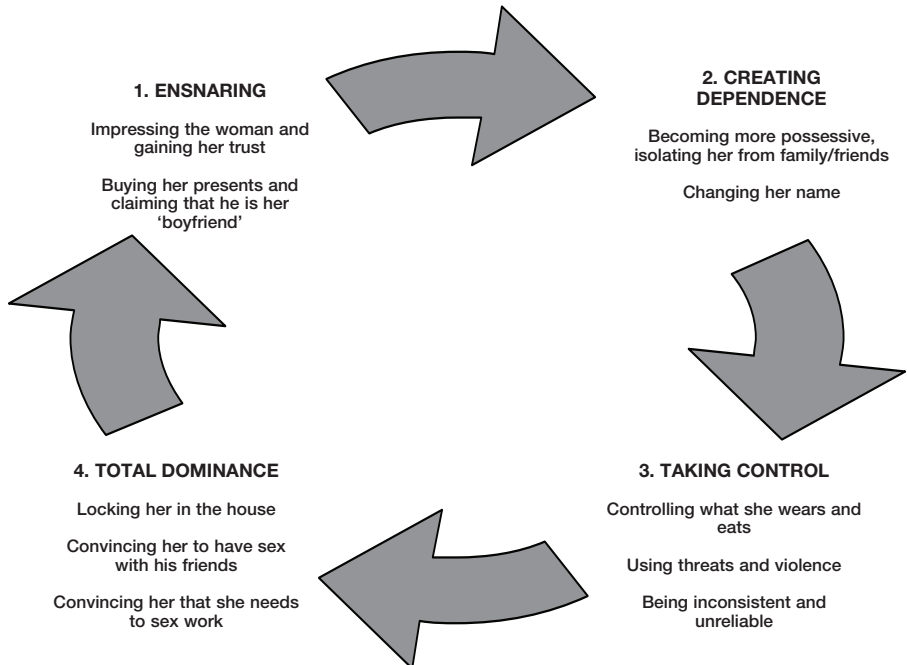 1. ENSNARING
Impressing the woman and
gaining her trust
Buying her presents and
claiming that he is her
‘boyfriend’
2. CREATING
DEPENDENCE
Becoming more possessive,
isolating her from family/friends
Changing her name
3. TAKING CONTROL
Controlling what she wears and
eats
Using threats and violence
Being inconsistent and
unreliable
4. TOTAL DOMINANCE
Locking her in the house
Convincing her to have sex
with his friends
Convincing her that she needs
to sex work